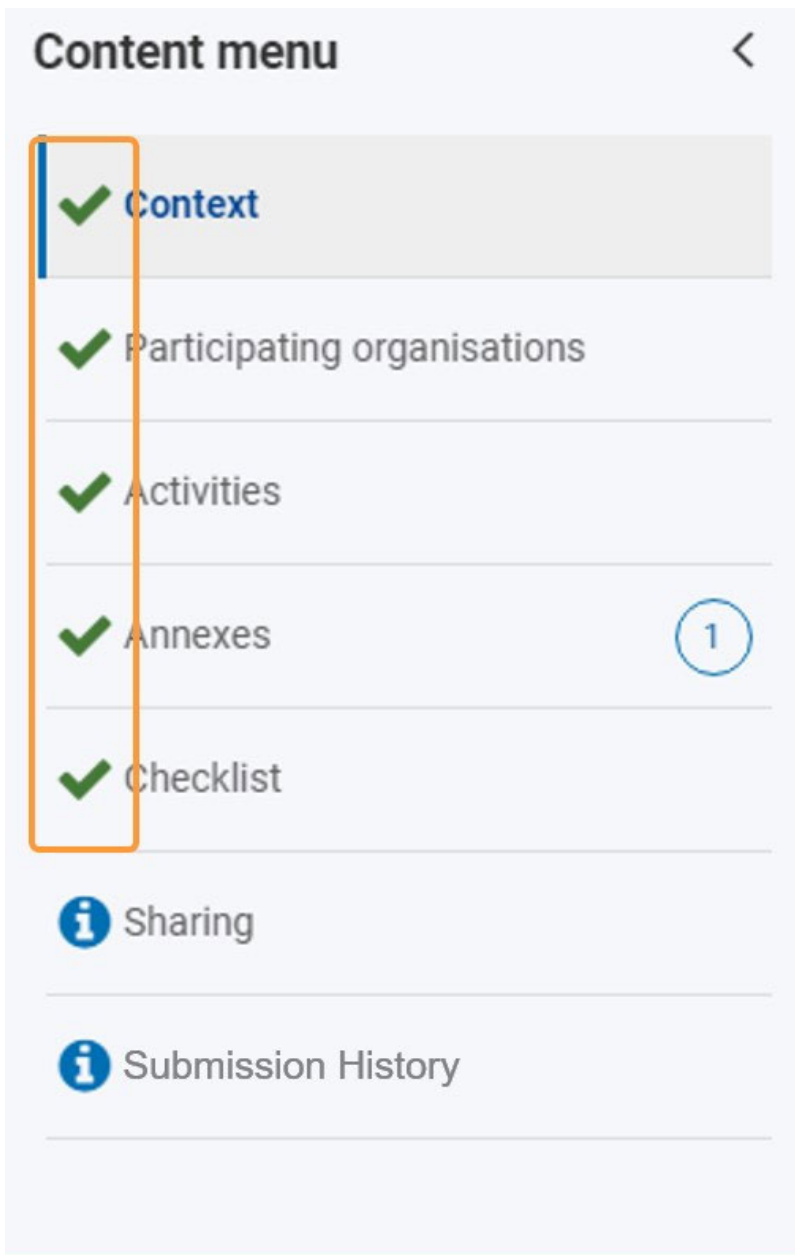 Content menu
Context
Participating organisations
Activities
Annexes
1
Checklist
Sharing
Submission History